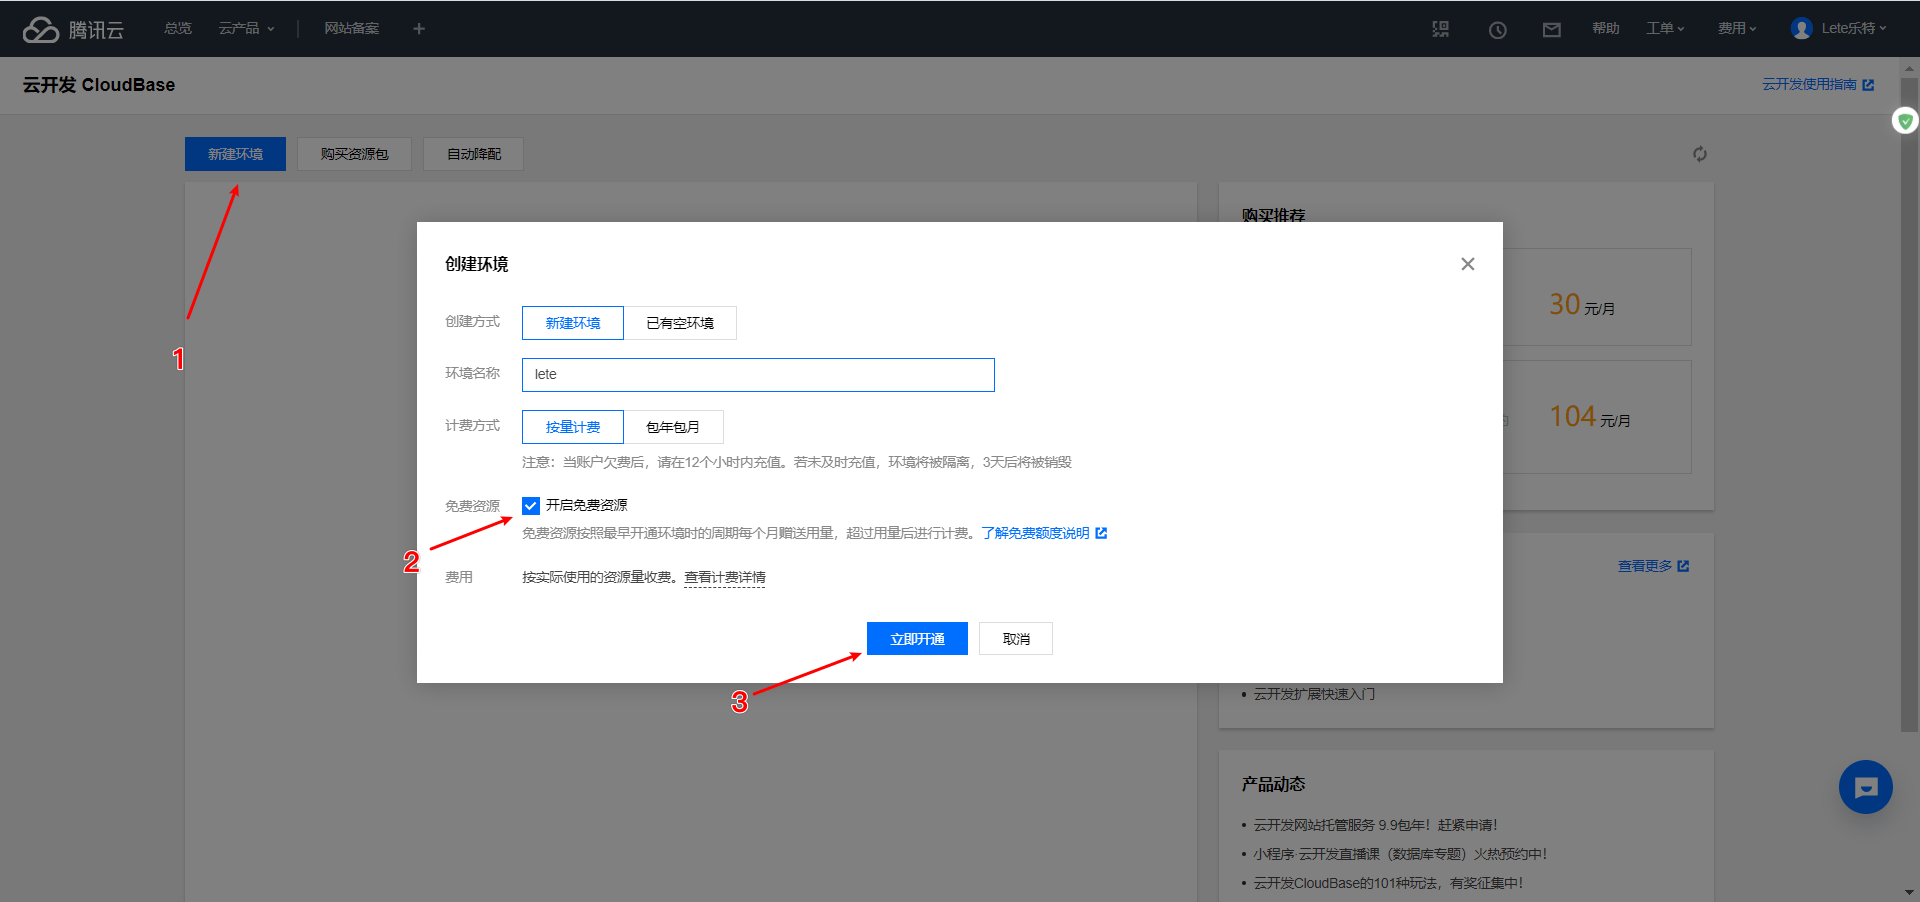 腾讯云 总览 云产品 网站备案 帮助 工单 费用 Lete乐特
云开发 CloudBase 云开发使用指南
新建环境 购买资源包 自动降配
购买推荐
创建环境
30 元/月
创建方式 新建环境 已有空环境
1
环境名称 lete
104 元/月
计费方式 按量计费 包年包月
注意：当账户欠费后，请在12个小时内充值。若未及时充值，环境将被隔离，3天后将被销毁
免费资源 开启免费资源
免费资源按照最早开通环境时的周期每个月赠送用量，超过用量后进行计费。了解免费额度说明
2
查看更多
费用 按实际使用的资源量收费。查看计费详情
立即开通 取消
3
• 云开发扩展快速入门
产品动态
• 云开发网站托管服务 9.9包年！赶紧申请！
• 小程序·云开发直播课（数据库专题）火热预约中！
• 云开发CloudBase的101种玩法，有奖征集中！